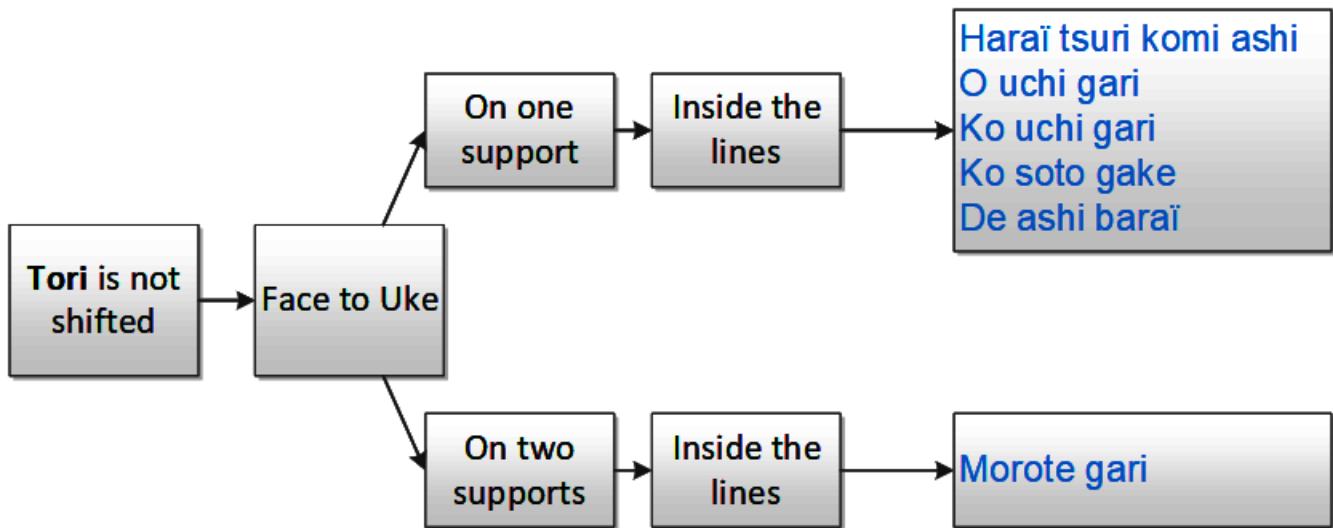 Tori is not
shifted
Face to Uke
On one
support
Inside the
lines
Haraï tsuri komi ashi
O uchi gari
Ko uchi gari
Ko soto gake
De ashi baraï
On two
supports
Inside the
lines
Morote gari